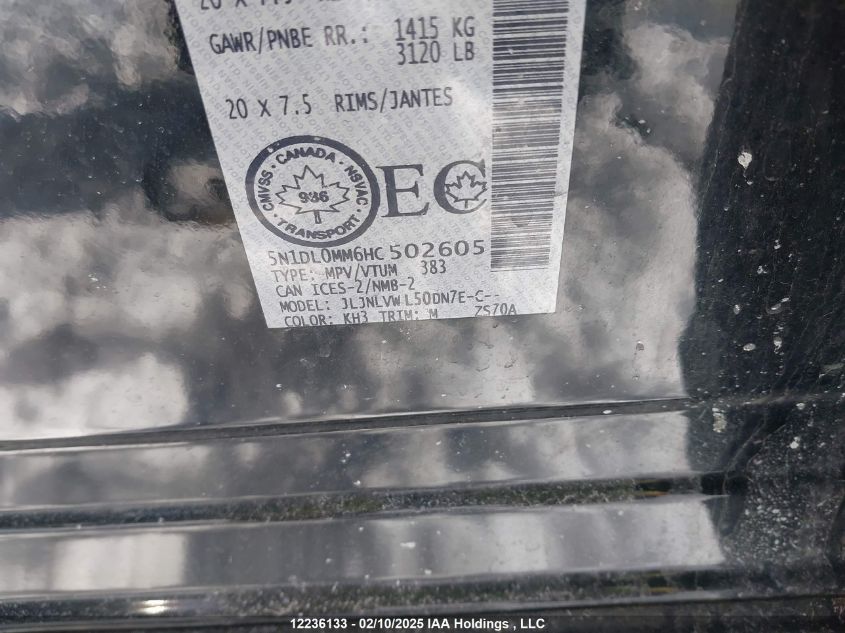 GAWR/PNBE RR.: 1415 KG
3120 LB
20 X 7.5 RIMS/JANTES
CMVSS · CANADA · NSVAC
936
· TRANSPORT ·
EC
5N1DL0MM6HC502605
TYPE: MPV/VTUM 383
CAN ICES-2/NMB-2
MODEL: JL3NLVW L50DN7E-C--
COLOR: KH3 TRIM: M ZS70A
12236133 - 02/10/2025 IAA Holdings , LLC